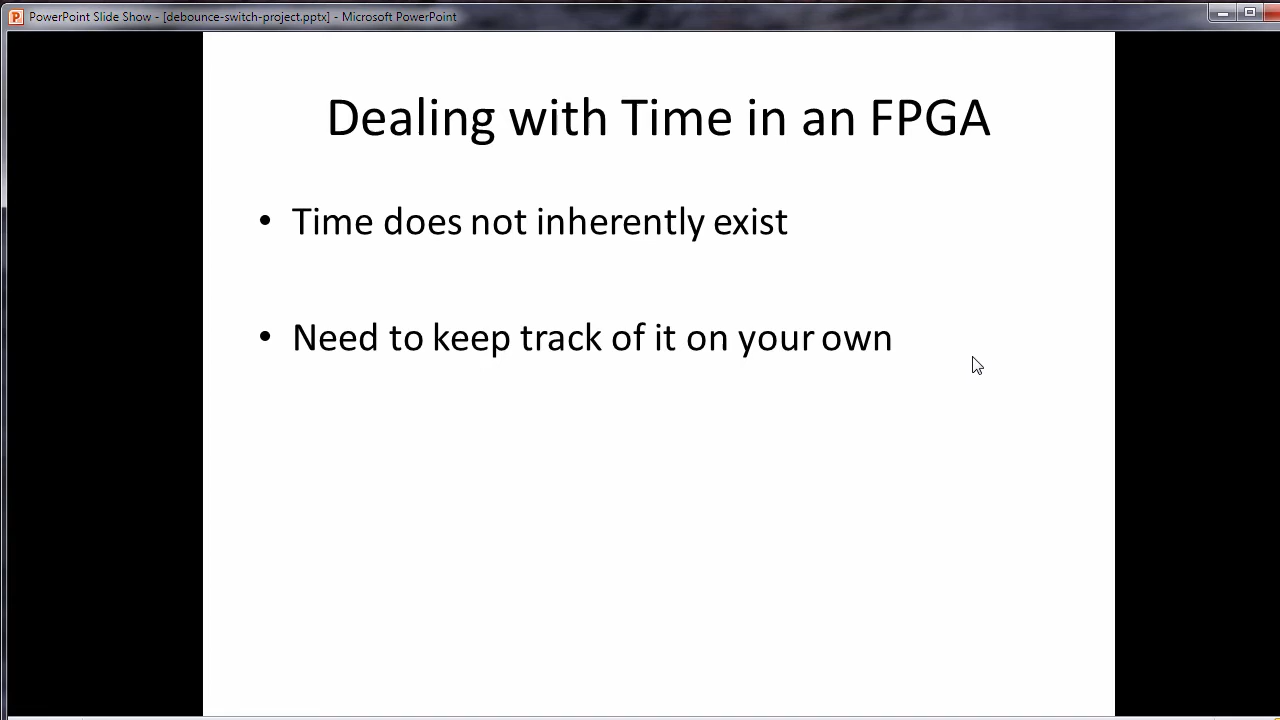 PowerPoint Slide Show - [debounce-switch-project.pptx] - Microsoft PowerPoint
Dealing with Time in an FPGA
• Time does not inherently exist
• Need to keep track of it on your own